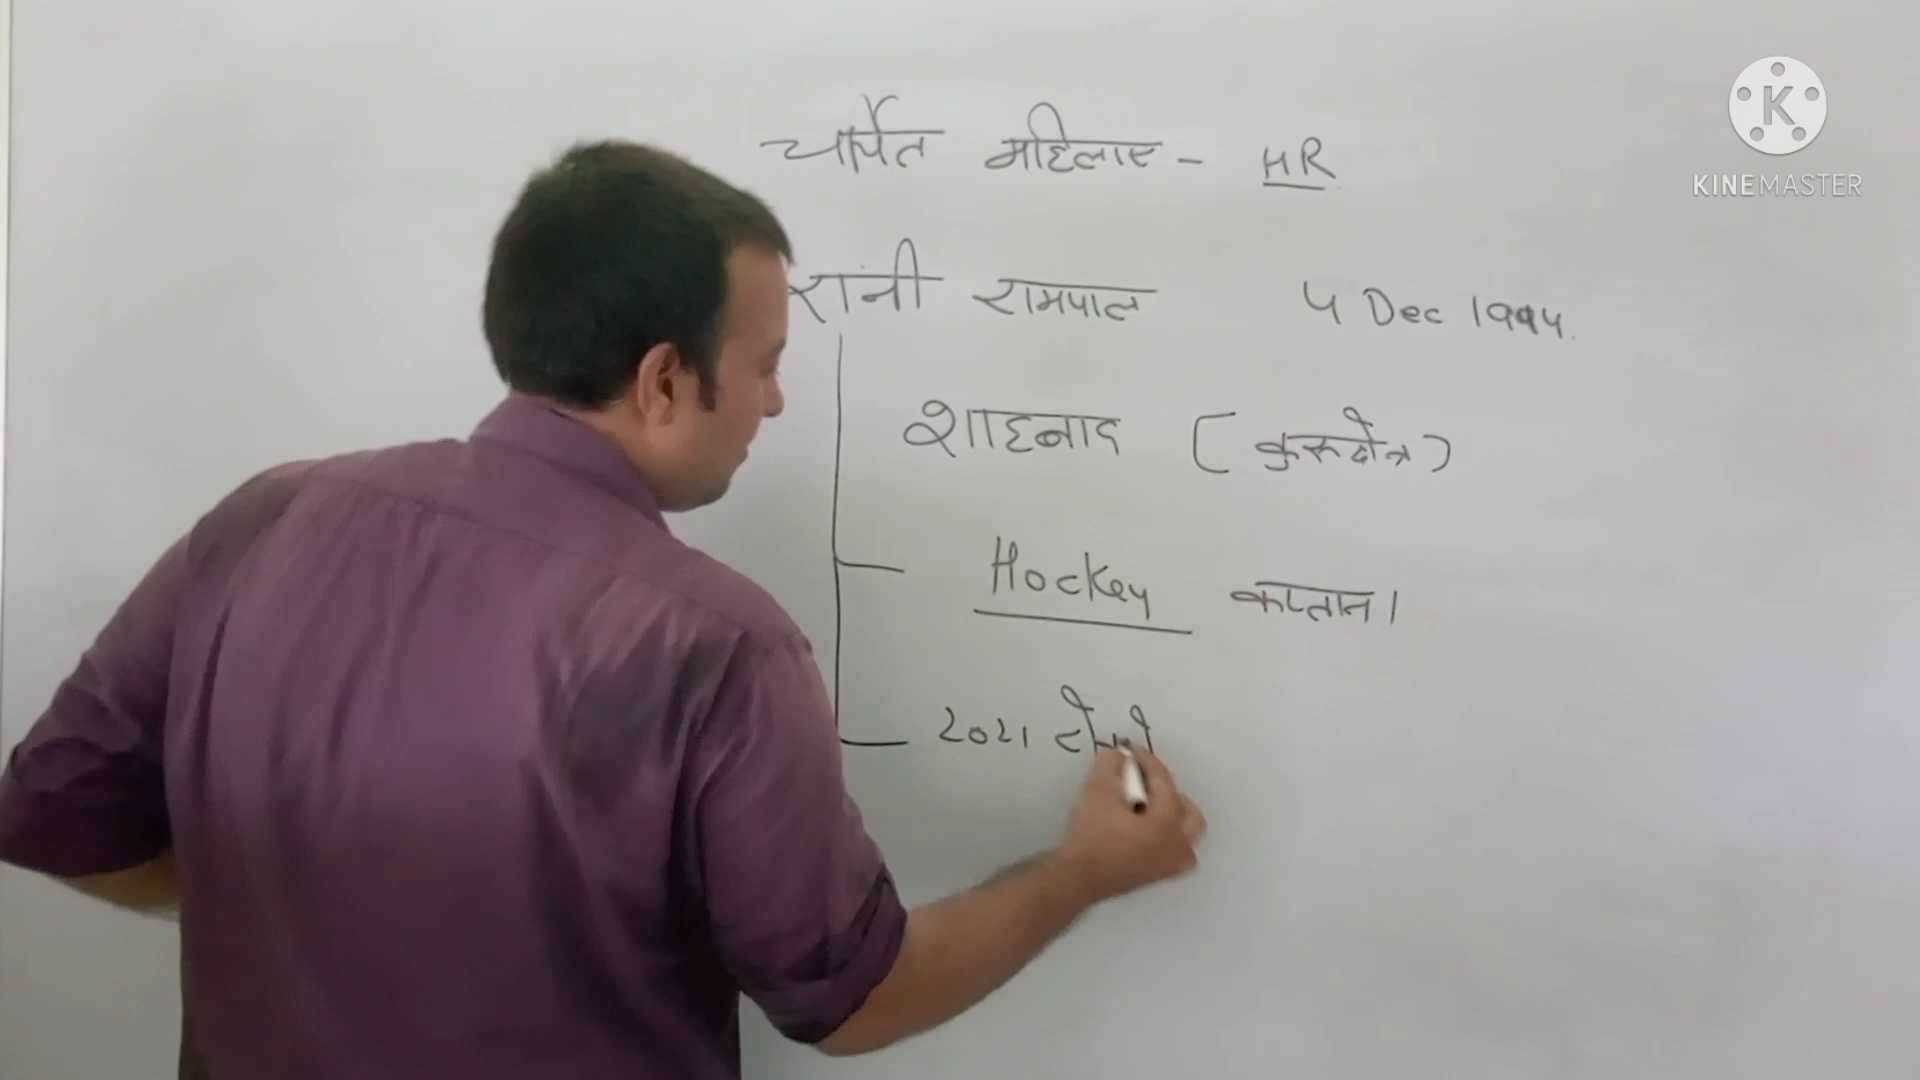 चर्चित महिलाए - HR
रानी रामपाल 4 Dec 1994.
शाहबाद (कुरुक्षेत्र)
Hockey कप्तान।
2021 टोक्यो
KINEMASTER